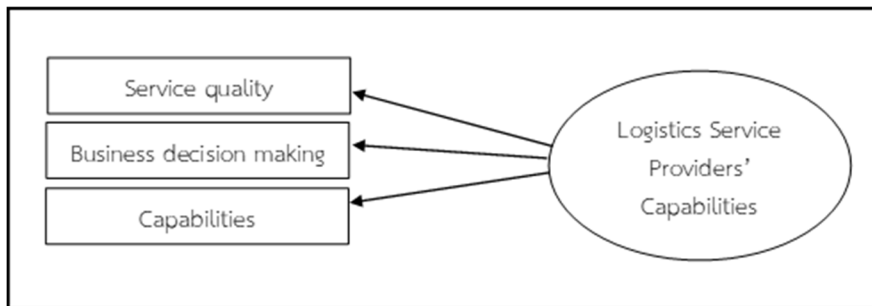 Service quality
Business decision making
Capabilities
Logistics Service
Providers'
Capabilities